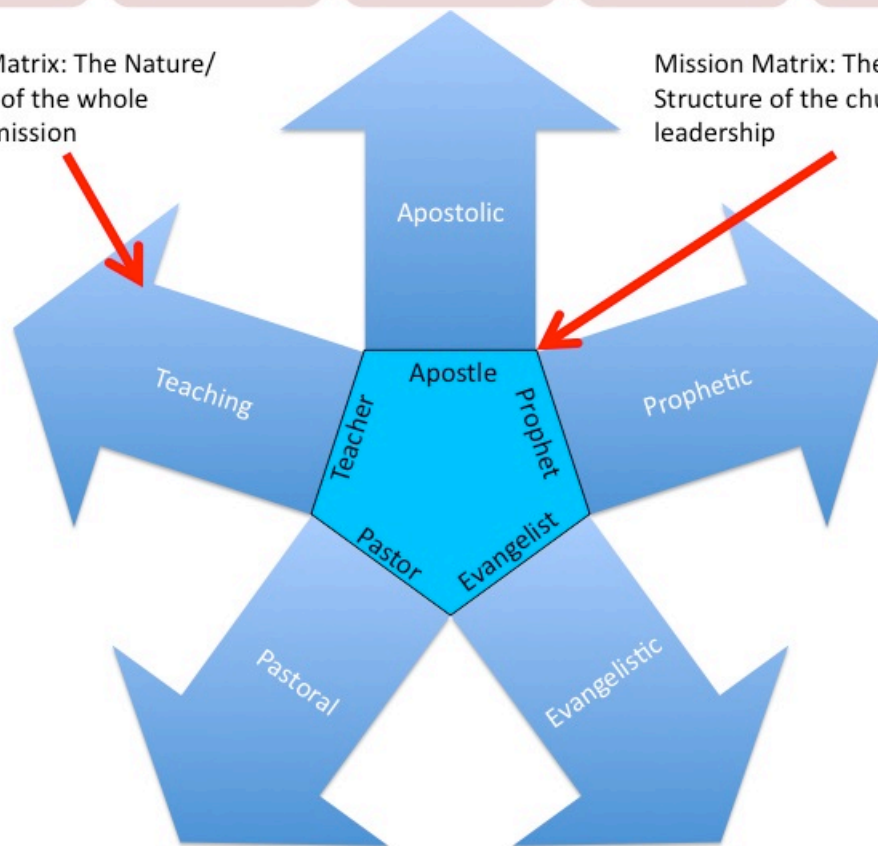 Matrix: The Nature/
of the whole
mission
Mission Matrix: The
Structure of the
leadership
Apostolic
Teaching
Prophetic
Apostle
Teacher
Prophet
Pastor
Evangelist
Pastoral
Evangelistic